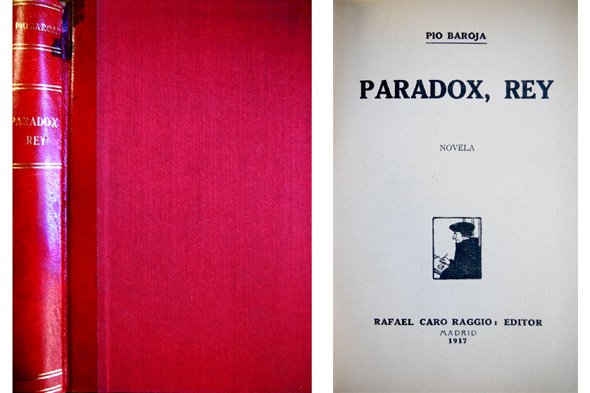 PIO BAROJA
PARADOX
REY
PIO BAROJA
PARADOX, REY
NOVELA
RAFAEL CARO RAGGIO: EDITOR
MADRID
1917